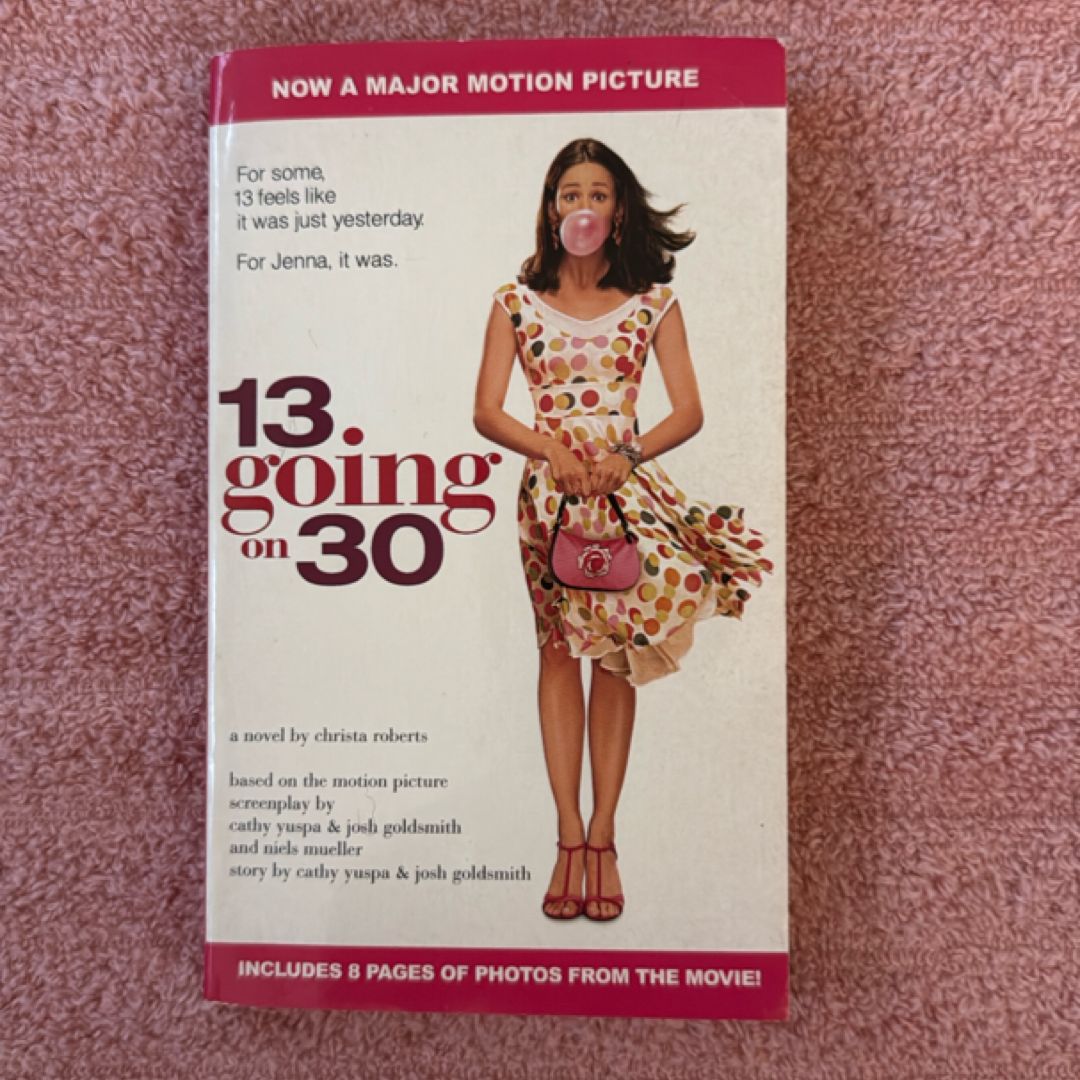 NOW A MAJOR MOTION PICTURE
For some,
13 feels like
it was just yesterday.
For Jenna, it was.
13
going
on 30
a novel by christa roberts
based on the motion picture
screenplay by
cathy yuspa & josh goldsmith
and niels mueller
story by cathy yuspa & josh goldsmith
INCLUDES 8 PAGES OF PHOTOS FROM THE MOVIE!